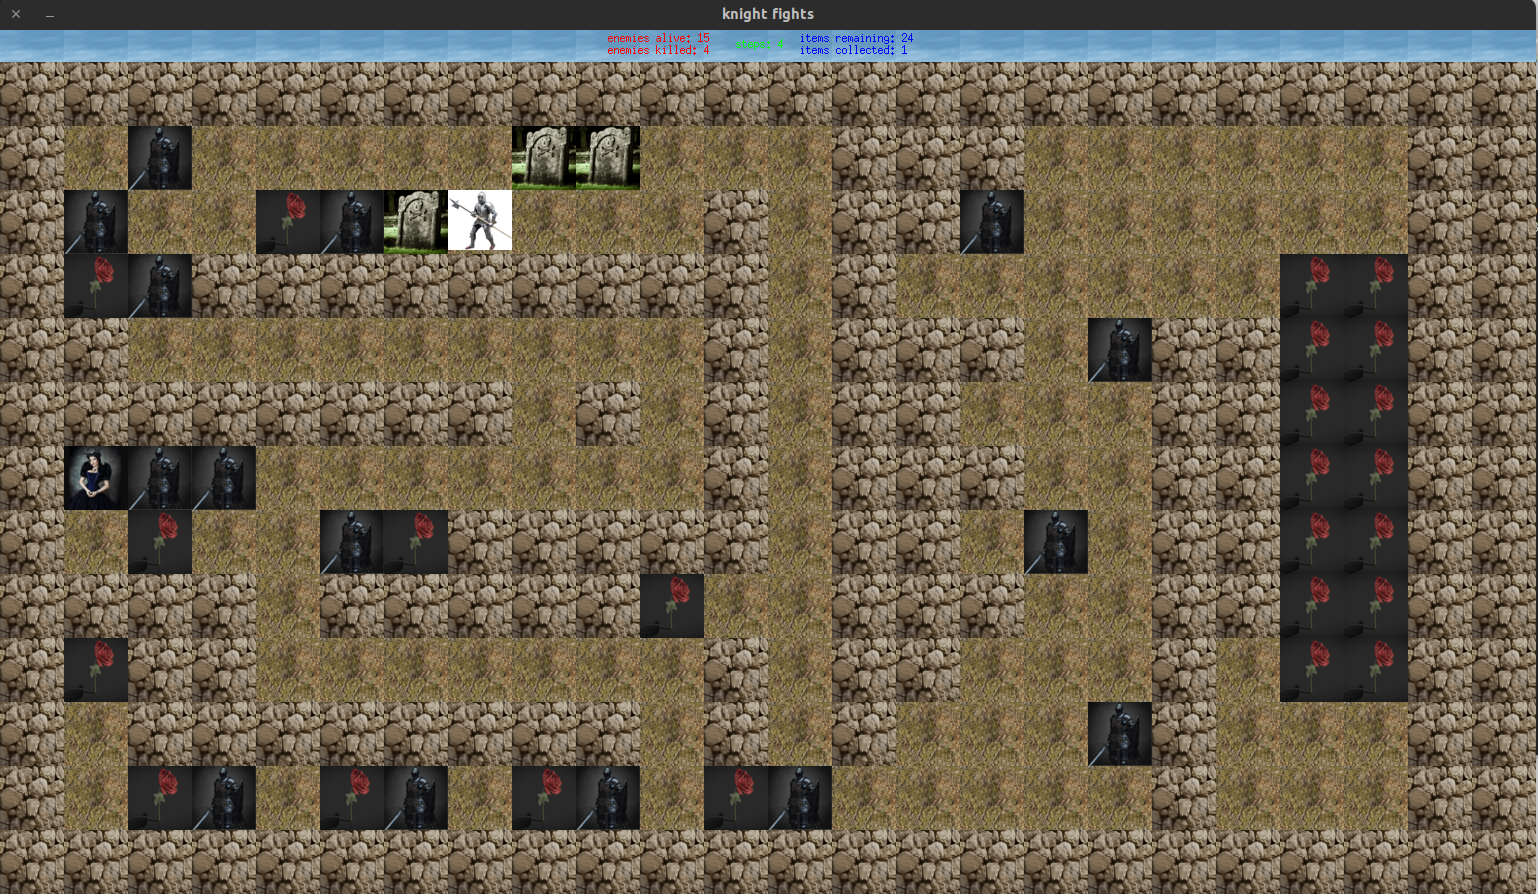 knight fights
enemies alive: 15
items remaining: 24
enemies killed: 4
items collected: 1